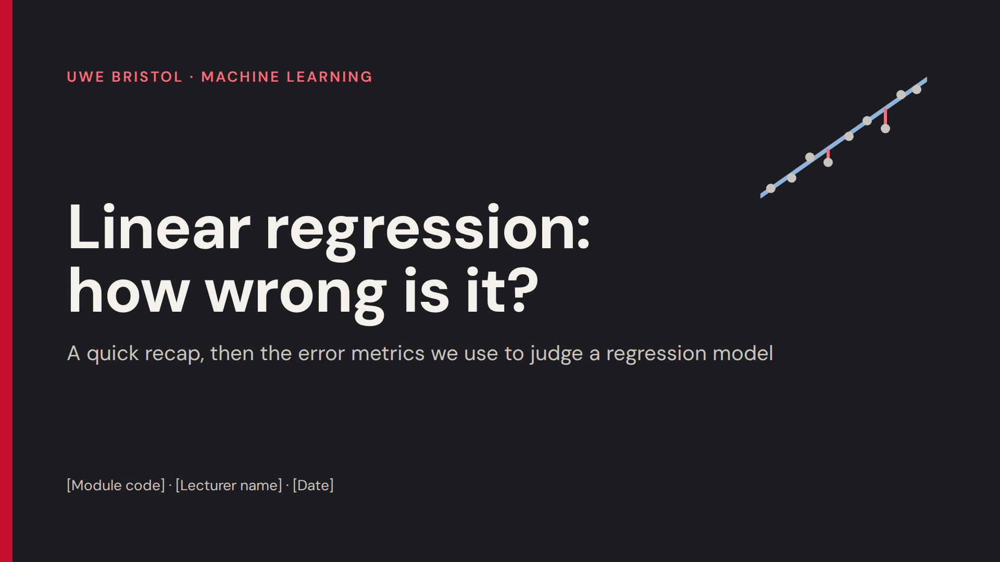 UWE BRISTOL · MACHINE LEARNING
Linear regression:
how wrong is it?
A quick recap, then the error metrics we use to judge a regression model
[Module code] · [Lecturer name] · [Date]